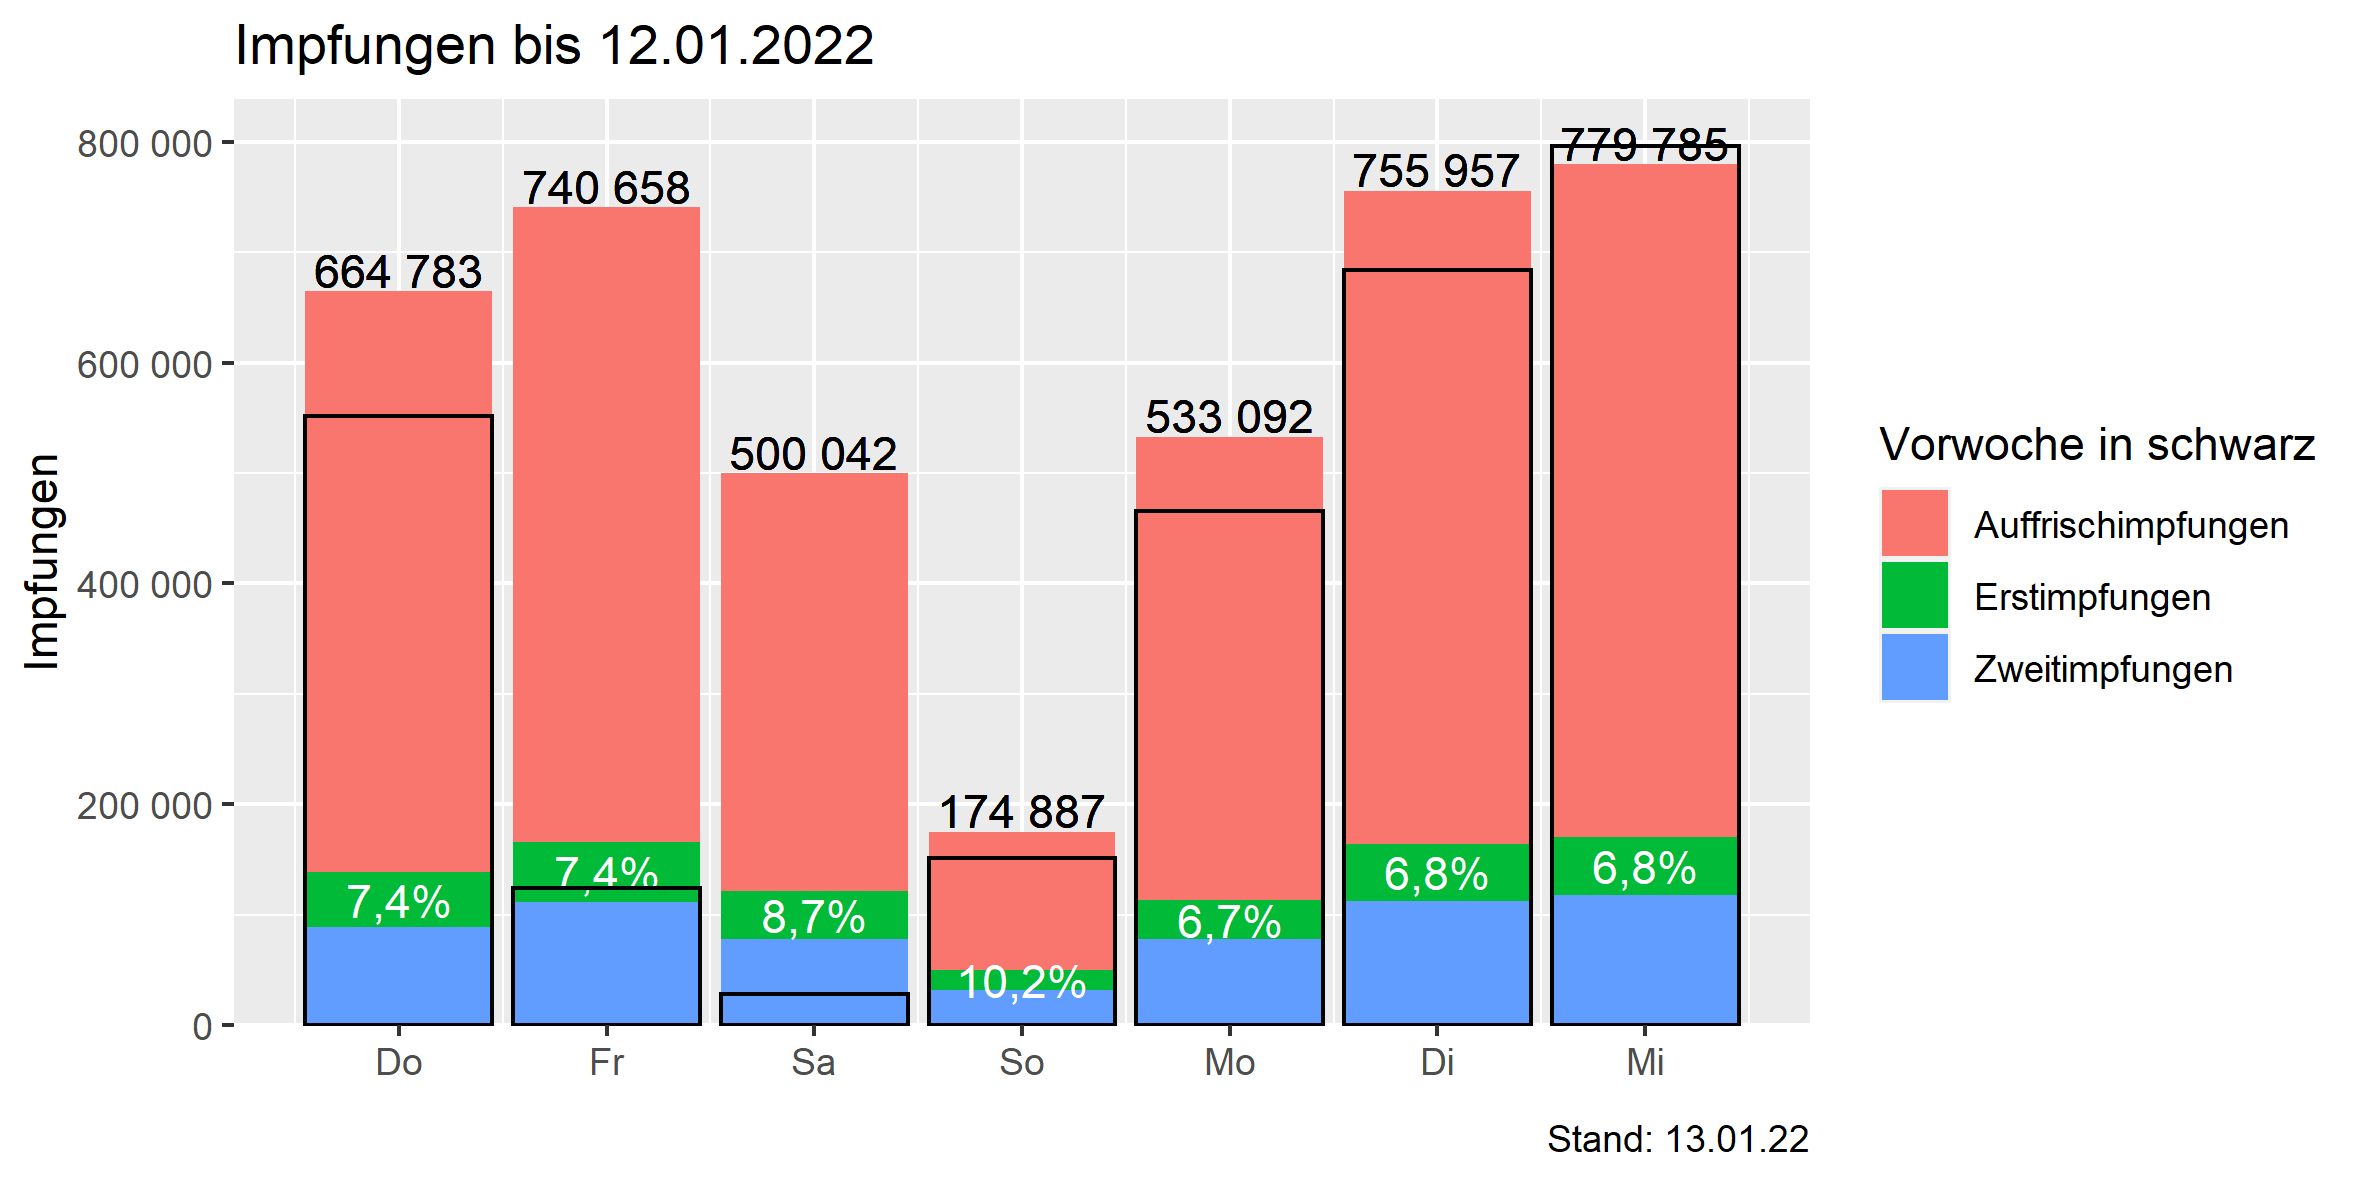 Impfungen bis 12.01.2022
Impfungen
800 000
600 000
400 000
200 000
0
664 783
740 658
500 042
174 887
533 092
755 957
779 785
7,4%
7,4%
8,7%
10,2%
6,7%
6,8%
6,8%
Do
Fr
Sa
So
Mo
Di
Mi
Vorwoche in schwarz
Auffrischimpfungen
Erstimpfungen
Zweitimpfungen
Stand: 13.01.22